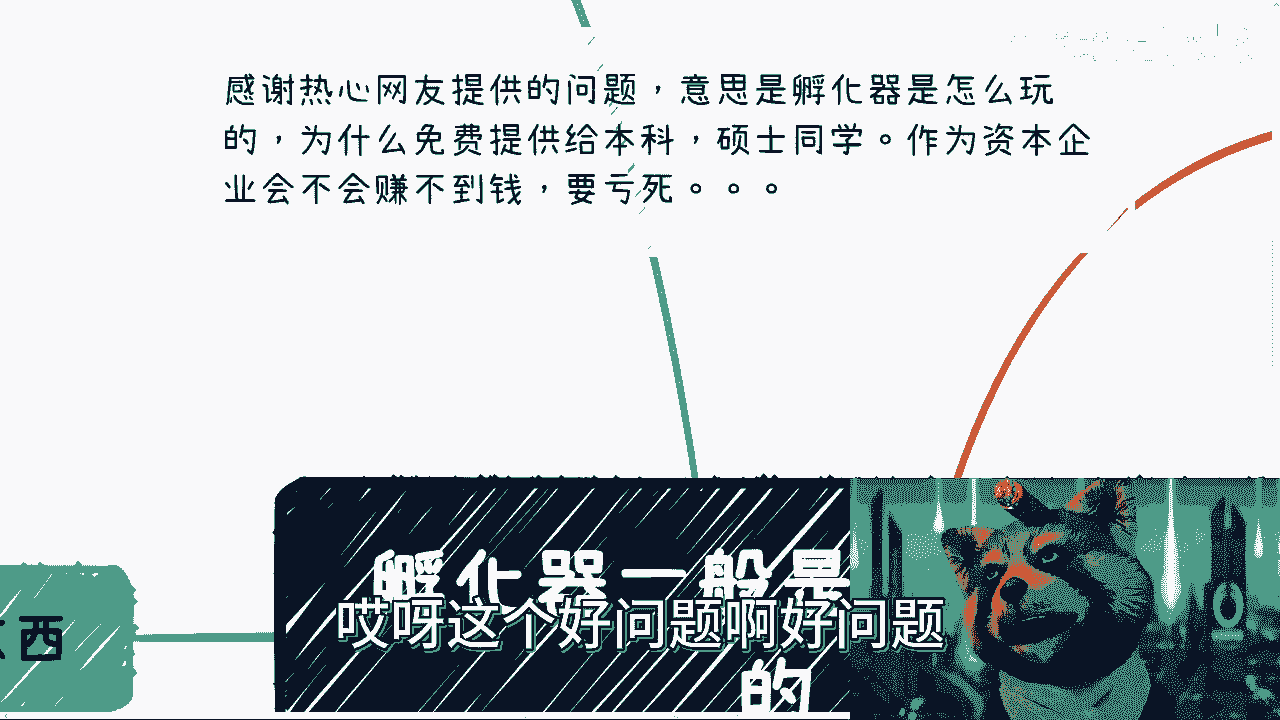 感谢热心网友提供的问题，意思是孵化器是怎么玩
的，为什么免费提供给本科，硕士同学。作为资本企
业会不会赚不到钱，要亏死。。。
孵化器一般是
哎呀这个好问题啊好问题
西
的